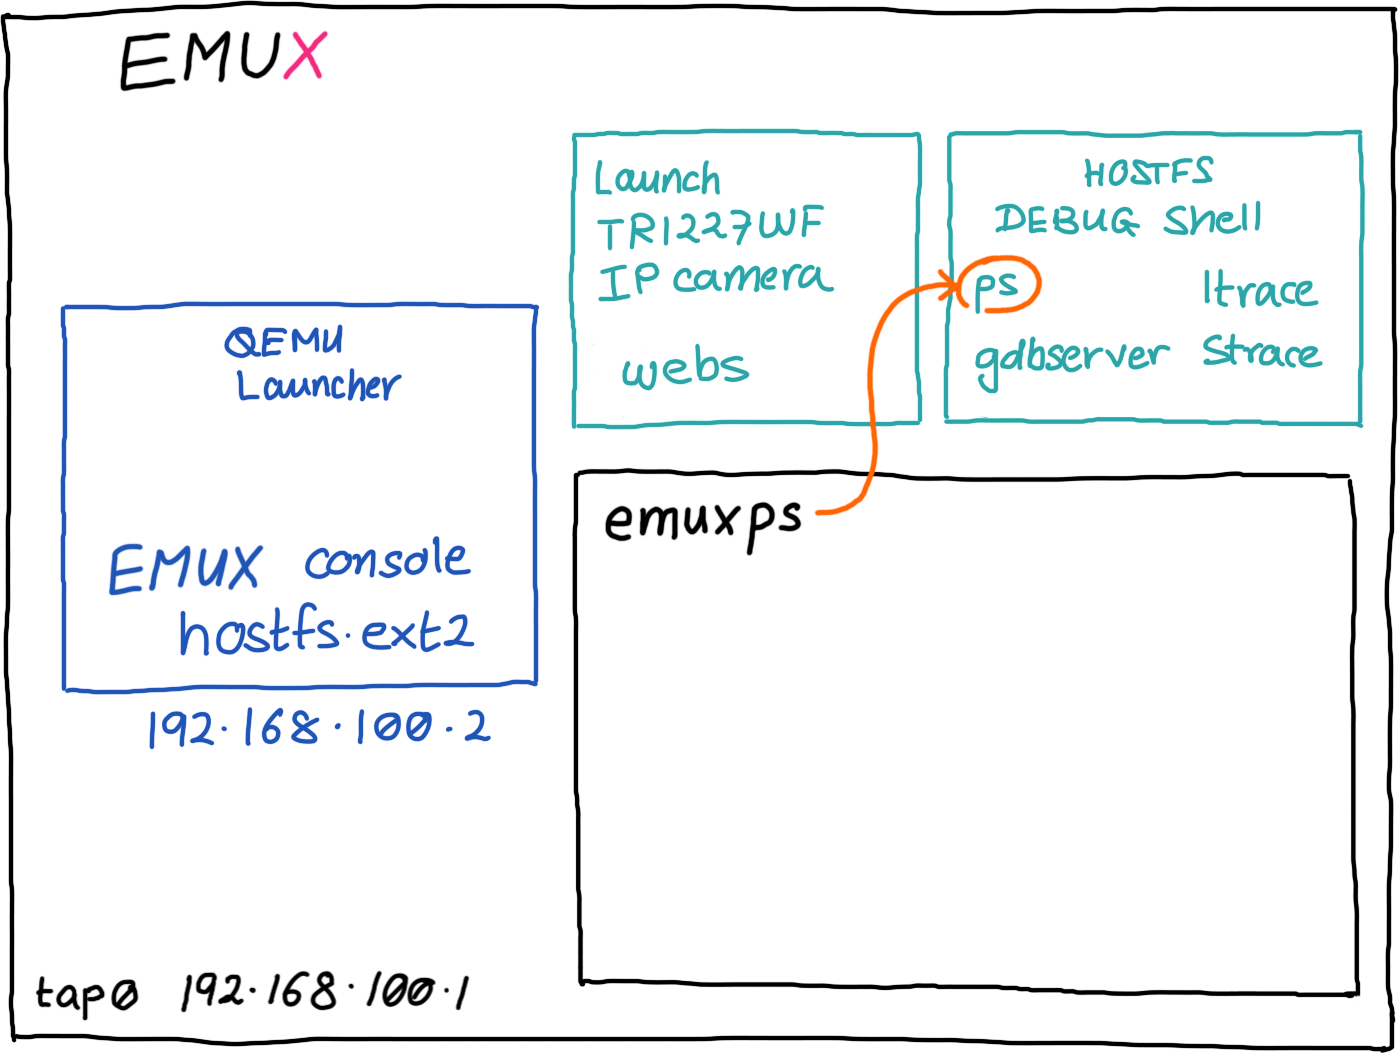 EMUX
Launch
TR1227WF
IP camera
webs
HOSTFS
DEBUG Shell
ps ltrace
gdbserver Strace
QEMU
Launcher
EMUX console
hostfs.ext2
192.168.100.2
emuxps
tap0 192.168.100.1